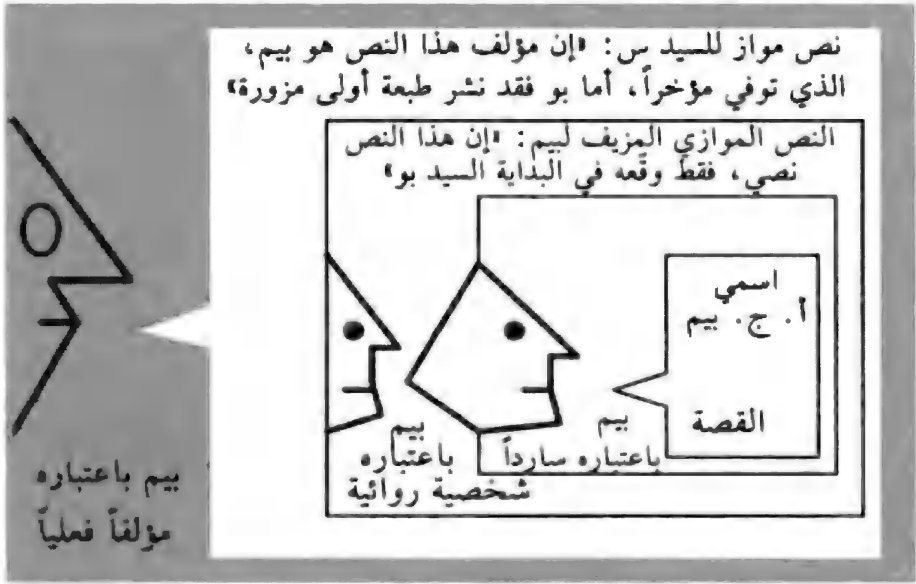 نص مواز للسيد س: «إن مؤلف هذا النص هو بيم،
الذي توفي مؤخراً، أما بو فقد نشر طبعة أولى مزورة»
النص الموازي المزيف لبيم: «إن هذا النص
نصي، فقط وقّعه في البداية السيد بو»
اسمي
أ. ج. بيم
القصة
بيم
باعتباره سارداً
بيم
باعتباره
شخصية روائية
بيم باعتباره
مؤلفاً فعلياً